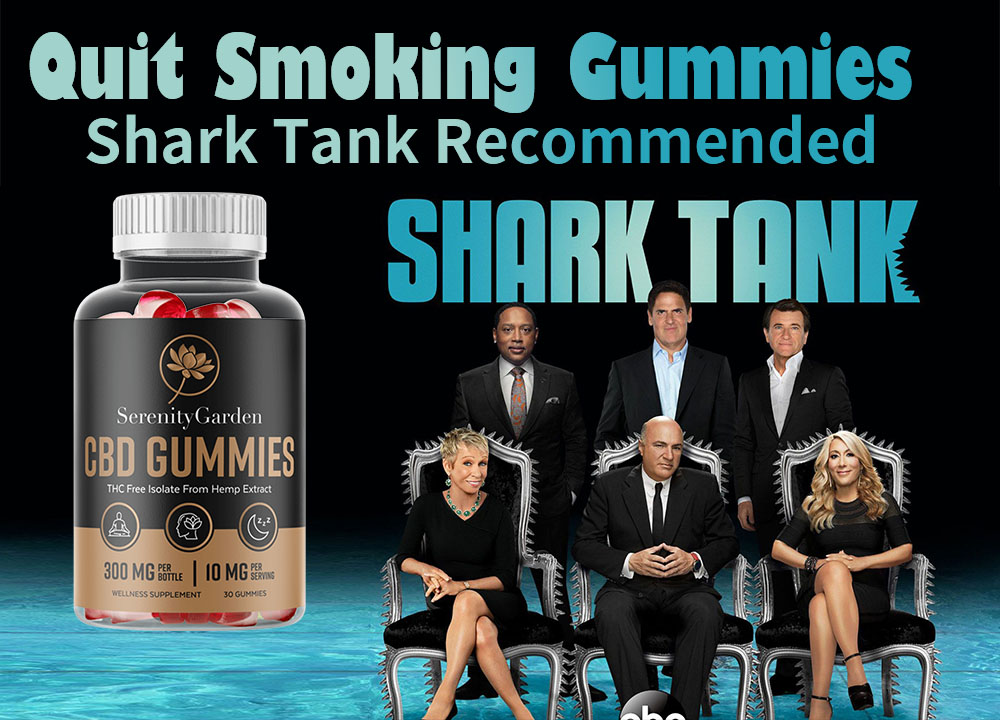 Quit Smoking Gummies
Shark Tank Recommended
SHARK TANK
SerenityGarden
CBD GUMMIES
THC Free Isolate From Hemp Extract
300 MG PER BOTTLE | 10 MG PER SERVING
WELLNESS SUPPLEMENT 30 GUMMIES
abc